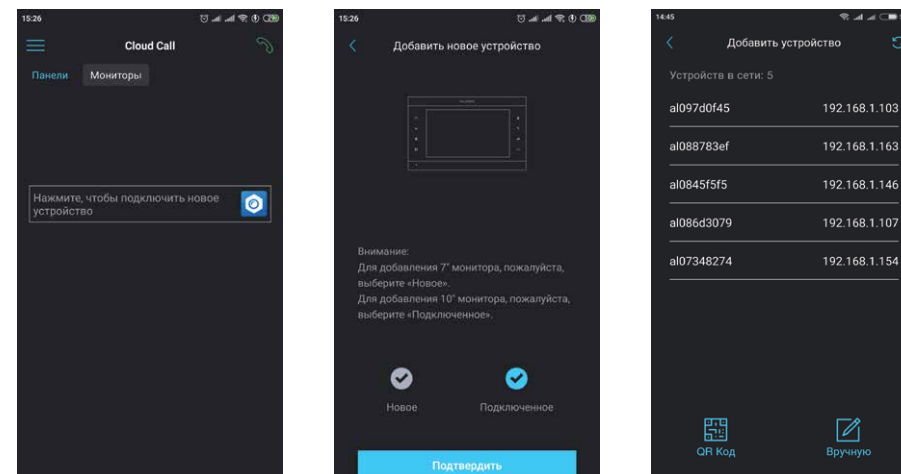 15:26
Cloud Call
Панели Мониторы
Нажмите, чтобы подключить новое
устройство
15:26
Добавить новое устройство
Внимание:
Для добавления 7" монитора, пожалуйста,
выберите «Новое».
Для добавления 10" монитора, пожалуйста,
выберите «Подключенное».
Новое Подключенное
Подтвердить
14:45
Добавить устройство
Устройств в сети: 5
al097d0f45 192.168.1.103
al088783ef 192.168.1.163
al0845f5f5 192.168.1.146
al086d3079 192.168.1.107
al07348274 192.168.1.154
QR Код Вручную